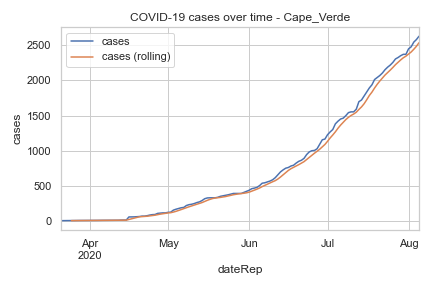 COVID-19 cases over time - Cape_Verde
cases
cases (rolling)
2500
2000
1500
1000
500
0
cases
Apr
2020
May
Jun
Jul
Aug
dateRep